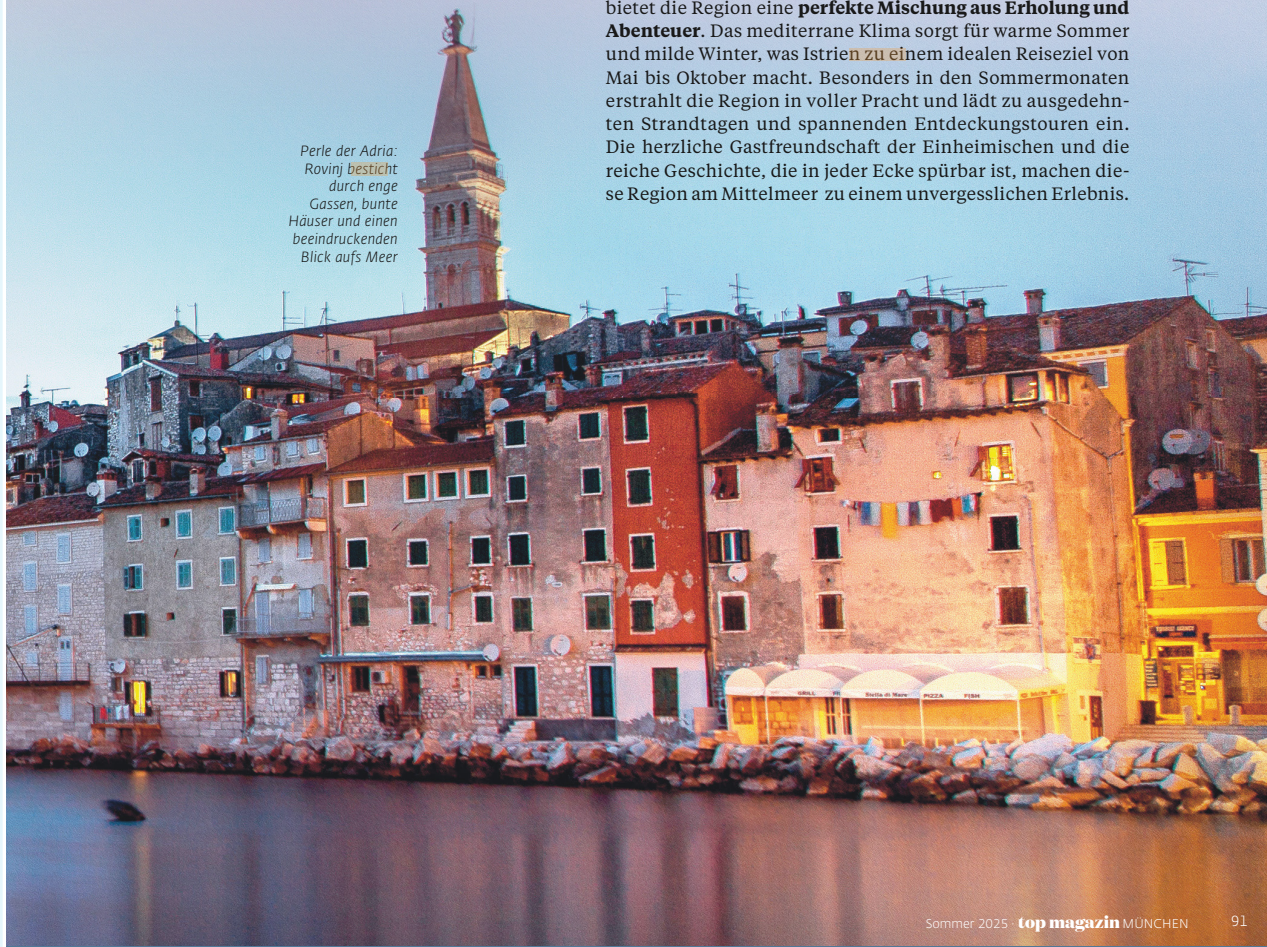 bietet die Region eine perfekte Mischung aus Erholung und
Abenteuer. Das mediterrane Klima sorgt für warme Sommer
und milde Winter, was Istrien zu einem idealen Reiseziel von
Mai bis Oktober macht. Besonders in den Sommermonaten
erstrahlt die Region in voller Pracht und lädt zu ausgedehn-
ten Strandtagen und spannenden Entdeckungstouren ein.
Die herzliche Gastfreundschaft der Einheimischen und die
reiche Geschichte, die in jeder Ecke spürbar ist, machen die-
se Region am Mittelmeer zu einem unvergesslichen Erlebnis.
Perle der Adria:
Rovinj besticht
durch enge
Gassen, bunte
Häuser und einen
beeindruckenden
Blick aufs Meer
GRILL
Stella di Mare
PIZZA
FISH
Sommer 2025 · top magazin MÜNCHEN 91